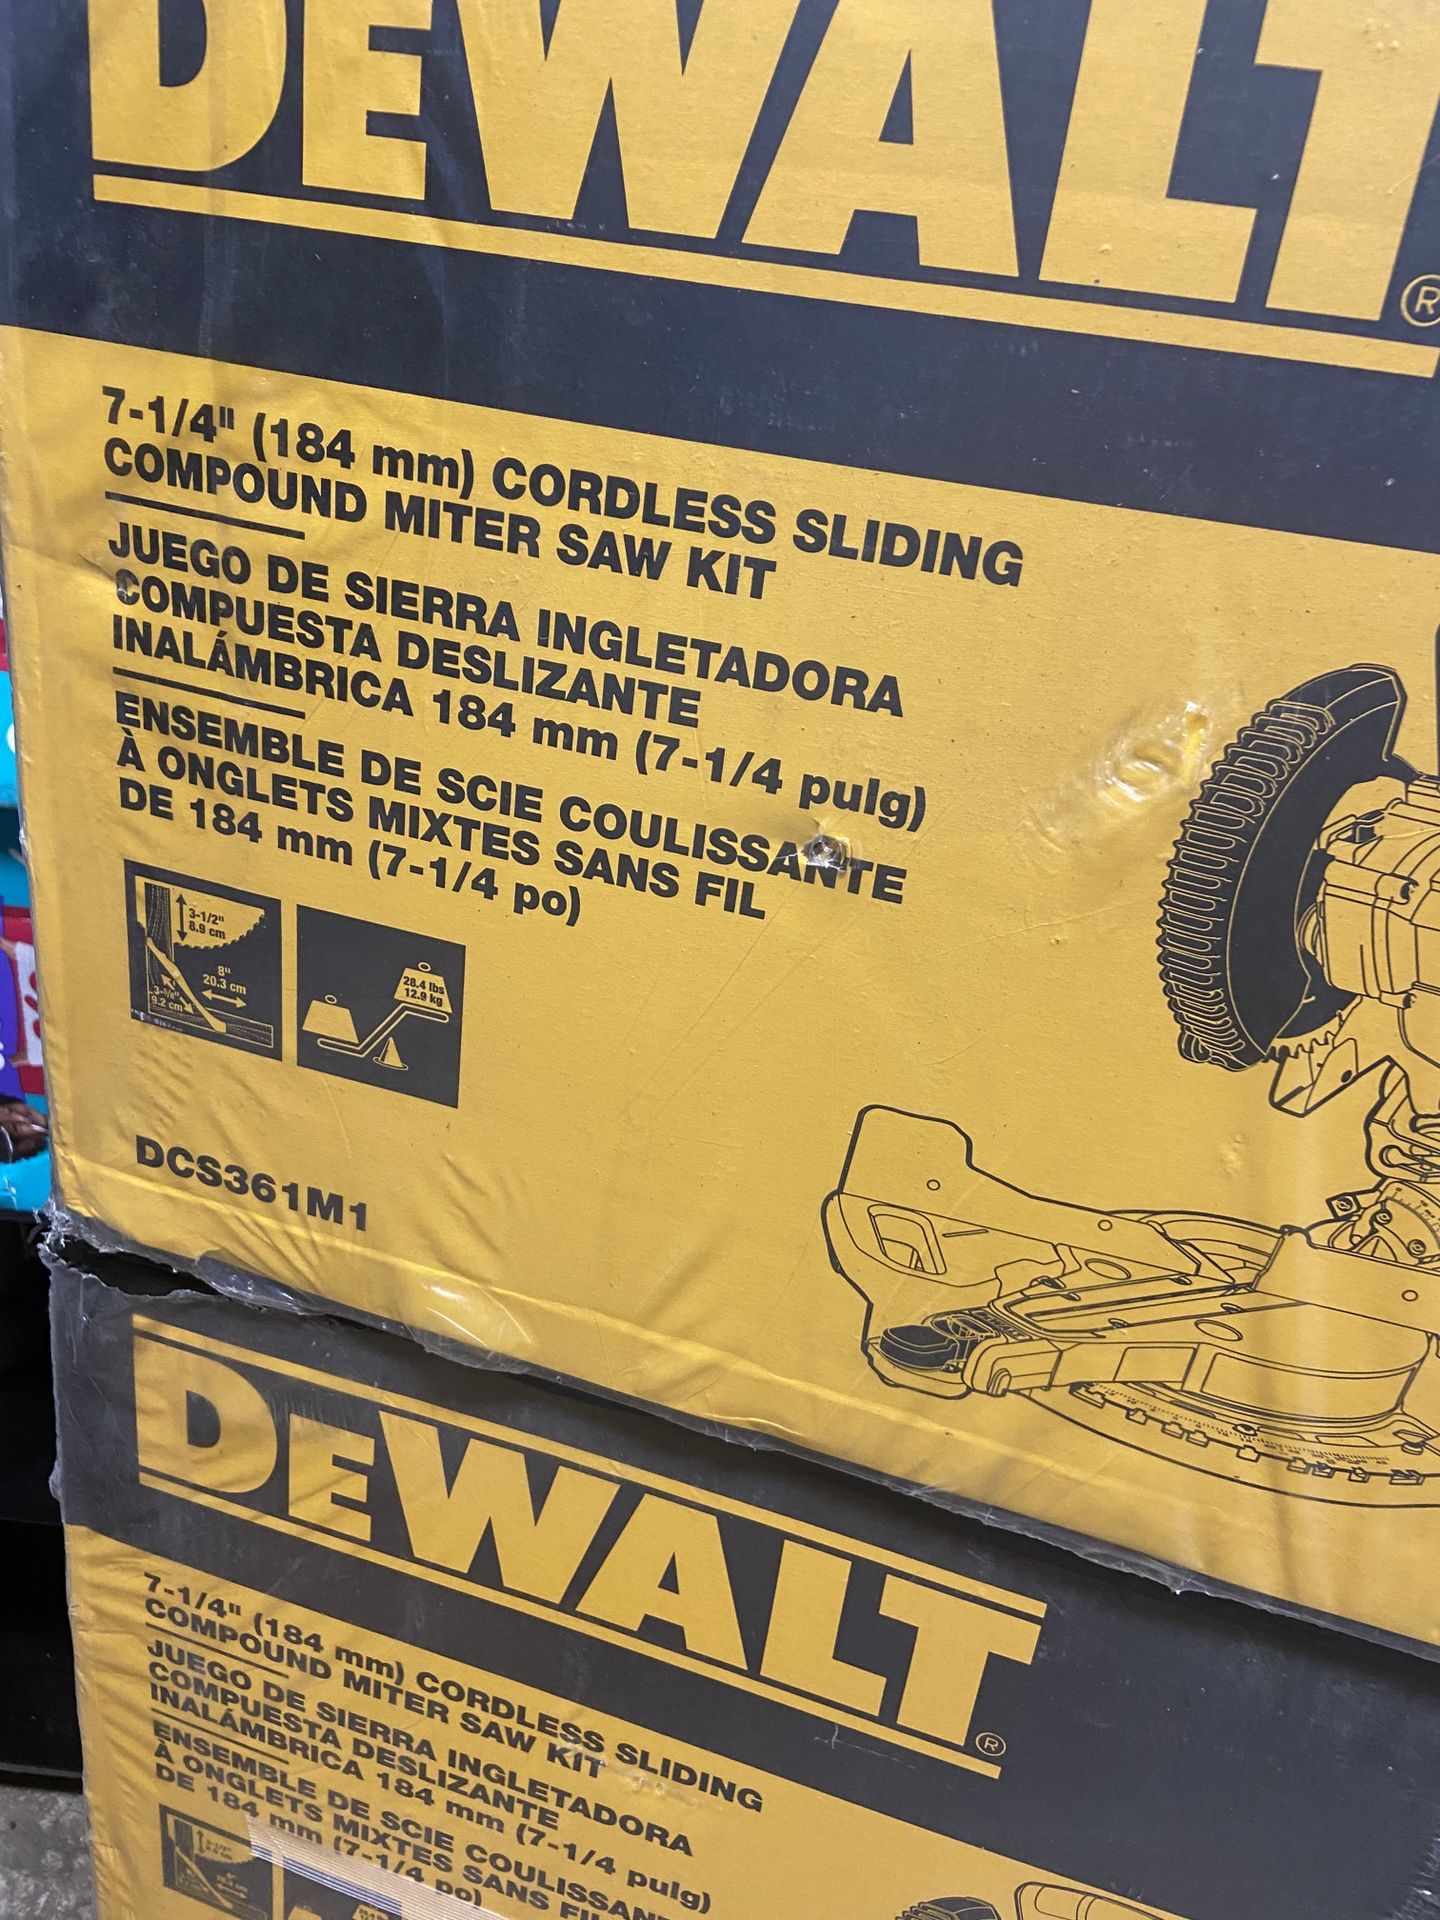 DEWALT®
7-1/4" (184 mm) CORDLESS SLIDING
COMPOUND MITER SAW KIT
JUEGO DE SIERRA INGLETADORA
COMPUESTA DESLIZANTE
INALÁMBRICA 184 mm (7-1/4 pulg)
ENSEMBLE DE SCIE COULISSANTE
À ONGLETS MIXTES SANS FIL
DE 184 mm (7-1/4 po)
3-1/2"
8.9 cm
8"
20.3 cm
3-5/8"
9.2 cm
28.4 lbs
12.9 kg
DCS361M1
DEWALT
DEWALT®
7-1/4" (184 mm) CORDLESS SLIDING
COMPOUND MITER SAW KIT
JUEGO DE SIERRA INGLETADORA
COMPUESTA DESLIZANTE
INALÁMBRICA 184 mm (7-1/4 pulg)
ENSEMBLE DE SCIE COULISSANT
À ONGLETS MIXTES SANS FIL
DE 184 mm (7-1/4 po)